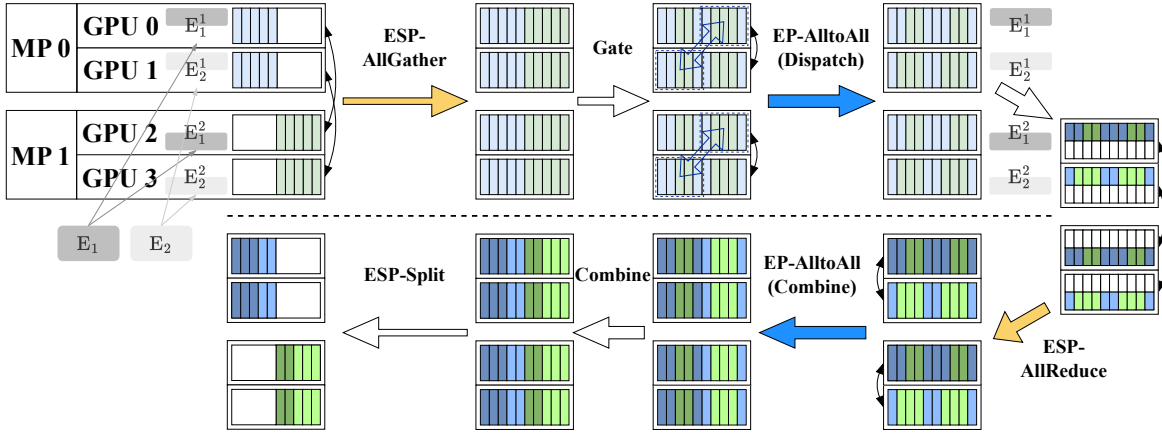 MP 0
GPU 0
E₁¹
GPU 1
E₂¹
MP 1
GPU 2
E₁²
GPU 3
E₂²
E₁
E₂
ESP-
AllGather
Gate
EP-AlltoAll
(Dispatch)
E₁¹
E₂¹
E₁²
E₂²
ESP-Split
Combine
EP-AlltoAll
(Combine)
ESP-
AllReduce